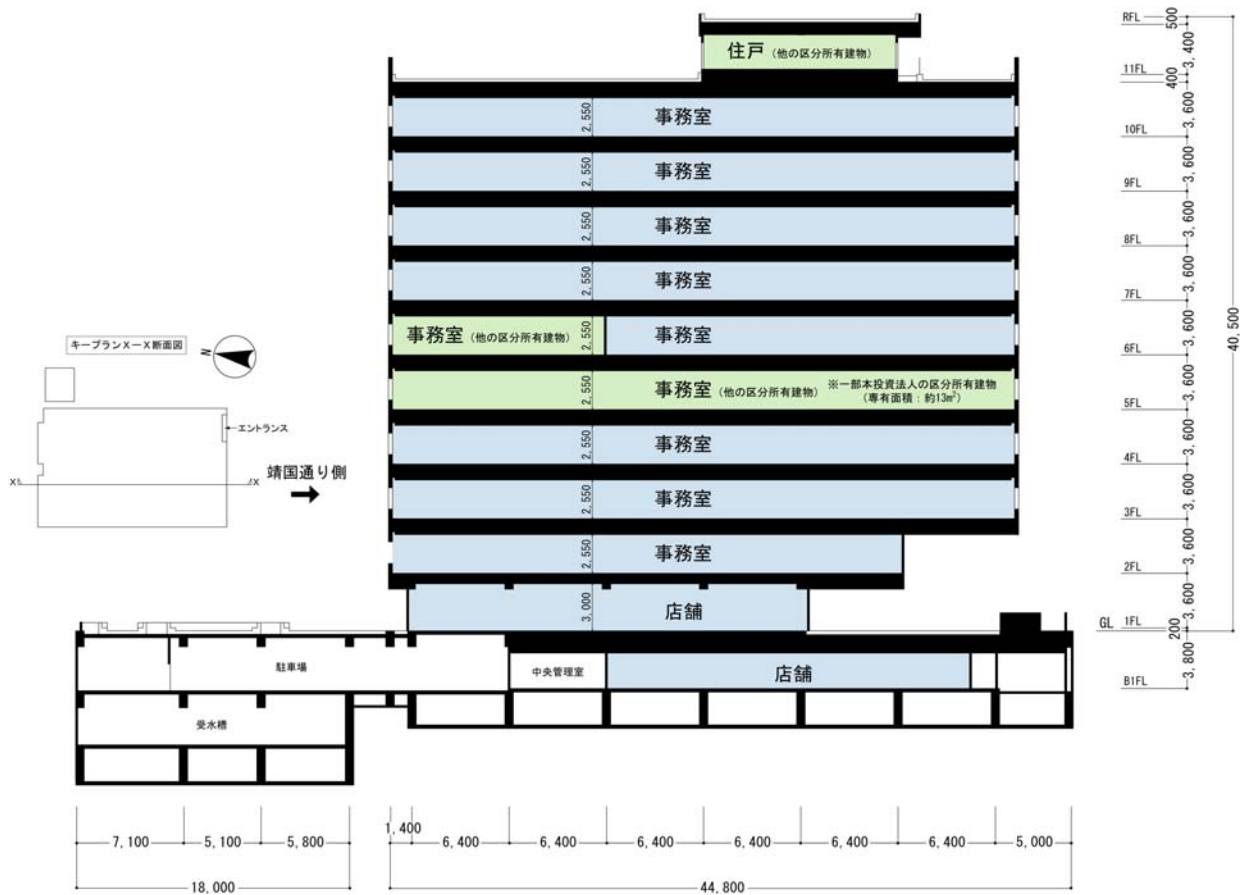 RFL
500
住戸(他の区分所有建物)
3,400
11FL
400
事務室
2,550
3,600
10FL
事務室
2,550
3,600
9FL
事務室
2,550
3,600
8FL
事務室
2,550
3,600
7FL
事務室(他の区分所有建物)
2,550
事務室
3,600
6FL
40,500
キープランX-X断面図
N
エントランス
X
X
靖国通り側
事務室(他の区分所有建物)
2,550
※一部本投資法人の区分所有建物
(専有面積:約13m²)
3,600
5FL
事務室
2,550
3,600
4FL
事務室
2,550
3,600
3FL
事務室
2,550
3,600
2FL
店舗
3,000
3,600
GL 1FL
200
駐車場
中央管理室
店舗
3,800
B1FL
受水槽
7,100
5,100
5,800
1,400
6,400
6,400
6,400
6,400
6,400
6,400
5,000
18,000
44,800